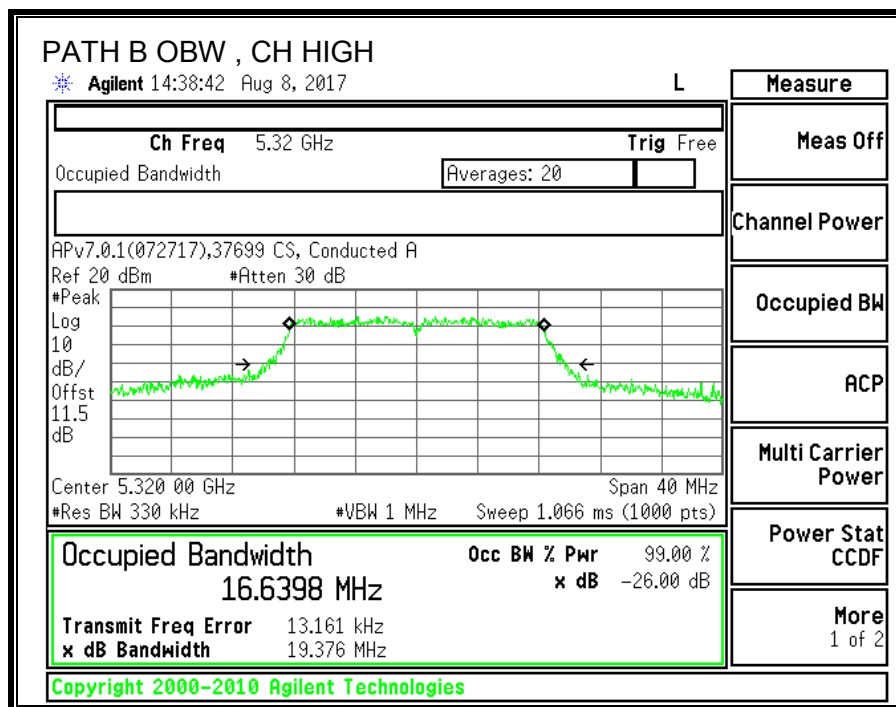 PATH B OBW , CH HIGH
Agilent 14:38:42 Aug 8, 2017 L
Measure
Ch Freq 5.32 GHz Trig Free
Occupied Bandwidth Averages: 20
APv7.0.1(072717),37699 CS, Conducted A
Ref 20 dBm #Atten 30 dB
#Peak
Log
10
dB/
Offst
11.5
dB
Center 5.320 00 GHz Span 40 MHz
#Res BW 330 kHz #VBW 1 MHz Sweep 1.066 ms (1000 pts)
Occupied Bandwidth Occ BW % Pwr 99.00 %
16.6398 MHz x dB -26.00 dB
Transmit Freq Error 13.161 kHz
x dB Bandwidth 19.376 MHz
Copyright 2000-2010 Agilent Technologies
Meas Off
Channel Power
Occupied BW
ACP
Multi Carrier
Power
Power Stat
CCDF
More
1 of 2